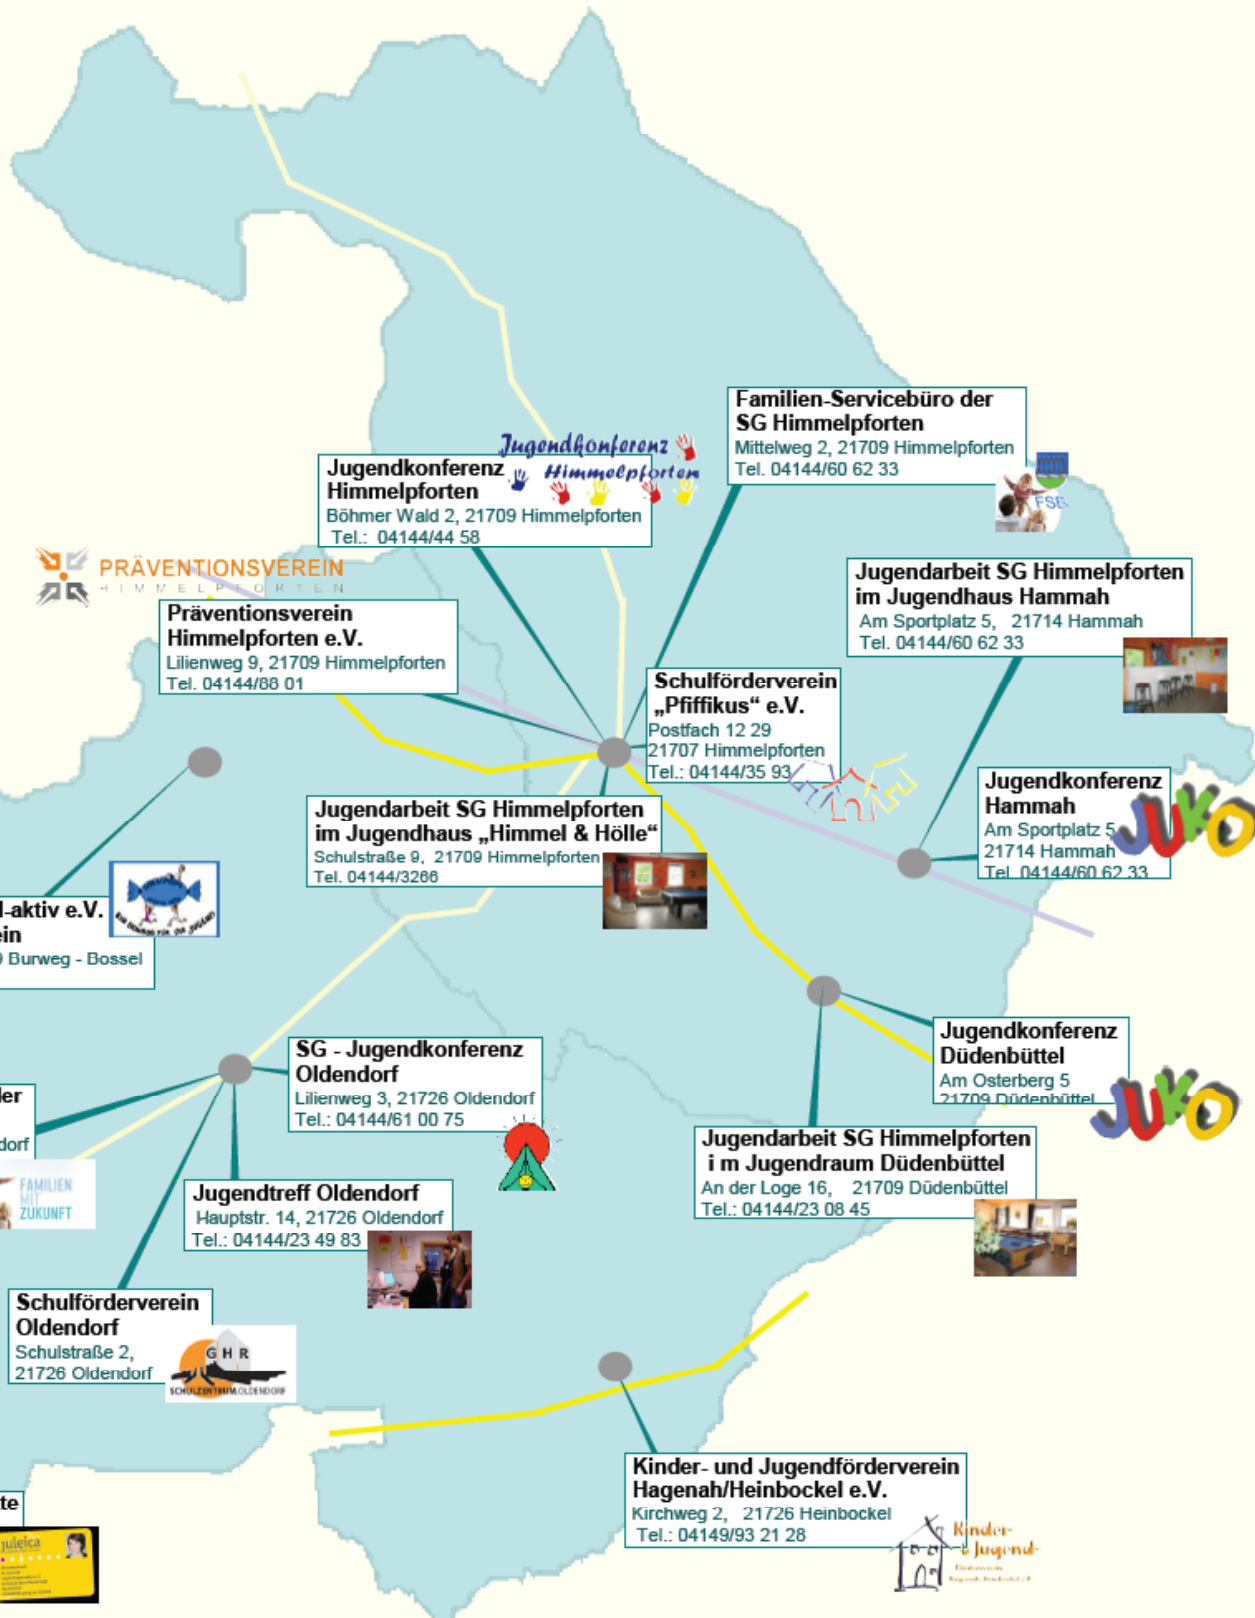 Familien-Servicebüro der
SG Himmelpforten
Mittelweg 2, 21709 Himmelpforten
Tel. 04144/60 62 33
FSB
Jugendkonferenz
Himmelpforten
Jugendkonferenz
Himmelpforten
Böhmer Wald 2, 21709 Himmelpforten
Tel.: 04144/44 58
PRÄVENTIONSVEREIN
HIMMELPFORTEN
Präventionsverein
Himmelpforten e.V.
Lilienweg 9, 21709 Himmelpforten
Tel. 04144/88 01
Jugendarbeit SG Himmelpforten
im Jugendhaus Hammah
Am Sportplatz 5, 21714 Hammah
Tel. 04144/60 62 33
Schulförderverein
„Pfiffikus“ e.V.
Postfach 12 29
21707 Himmelpforten
Tel.: 04144/35 93
Jugendkonferenz
Hammah
Am Sportplatz 5
21714 Hammah
Tel. 04144/60 62 33
JUKO
Jugendarbeit SG Himmelpforten
im Jugendhaus „Himmel & Hölle“
Schulstraße 9, 21709 Himmelpforten
Tel. 04144/3266
l-aktiv e.V.
ein
9 Burweg - Bossel
Jugendkonferenz
Düdenbüttel
Am Osterberg 5
21709 Düdenbüttel
JUKO
SG - Jugendkonferenz
Oldendorf
Lilienweg 3, 21726 Oldendorf
Tel.: 04144/61 00 75
ler
dorf
FAMILIEN
MIT
ZUKUNFT
Jugendarbeit SG Himmelpforten
i m Jugendraum Düdenbüttel
An der Loge 16, 21709 Düdenbüttel
Tel.: 04144/23 08 45
Jugendtreff Oldendorf
Hauptstr. 14, 21726 Oldendorf
Tel.: 04144/23 49 83
Schulförderverein
Oldendorf
Schulstraße 2,
21726 Oldendorf
GHR
SCHULZENTRUM OLDENDORF
Kinder- und Jugendförderverein
Hagenah/Heinbockel e.V.
Kirchweg 2, 21726 Heinbockel
Tel.: 04149/93 21 28
Kinder-
& Jugend-
te
juleica